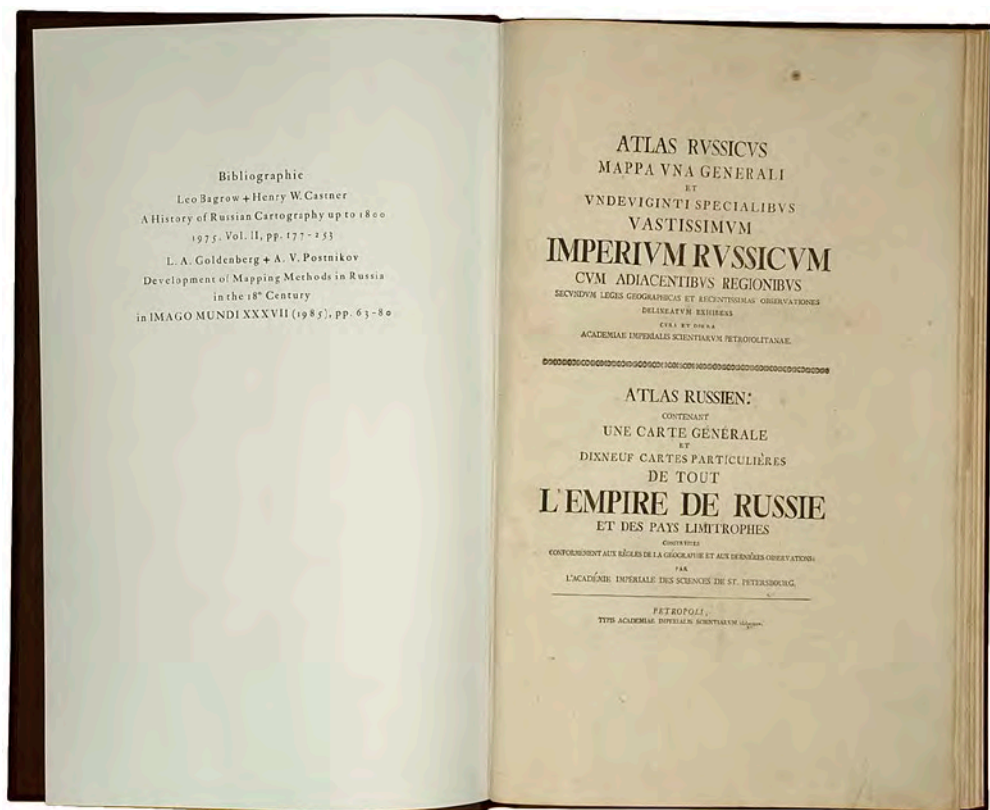 Bibliographie
Leo Bagrow + Henry W. Castner
A History of Russian Cartography up to 1800
1975. Vol. II, pp. 177-253
L. A. Goldenberg + A. V. Postnikov
Development of Mapping Methods in Russia
in the 18ᵉ Century
in IMAGO MUNDI XXXVII (1985), pp. 63-80
ATLAS RVSSICVS
MAPPA VNA GENERALI
ET
VNDEVIGINTI SPECIALIBVS
VASTISSIMVM
IMPERIVM RVSSICVM
CVM ADIACENTIBVS REGIONIBVS
SECVNDVM LEGES GEOGRAPHICAS ET RECENTISSIMAS OBSERVATIONES
DELINEATVM EXHIBENS
CVRA ET OPERA
ACADEMIAE IMPERIALIS SCIENTIARVM PETROPOLITANAE.
ATLAS RUSSIEN:
CONTENANT
UNE CARTE GÉNÉRALE
ET
DIXNEUF CARTES PARTICULIÈRES
DE TOUT
L'EMPIRE DE RUSSIE
ET DES PAYS LIMITROPHES
CONFORMEMENT AUX RÈGLES DE LA GÉOGRAPHIE ET AUX DERNIÈRES OBSERVATIONS:
PAR
L'ACADÉMIE IMPÉRIALE DES SCIENCES DE ST. PETERSBOURG.
PETROPOLI,
TYPIS ACADEMIAE IMPERIALIS SCIENTIARVM